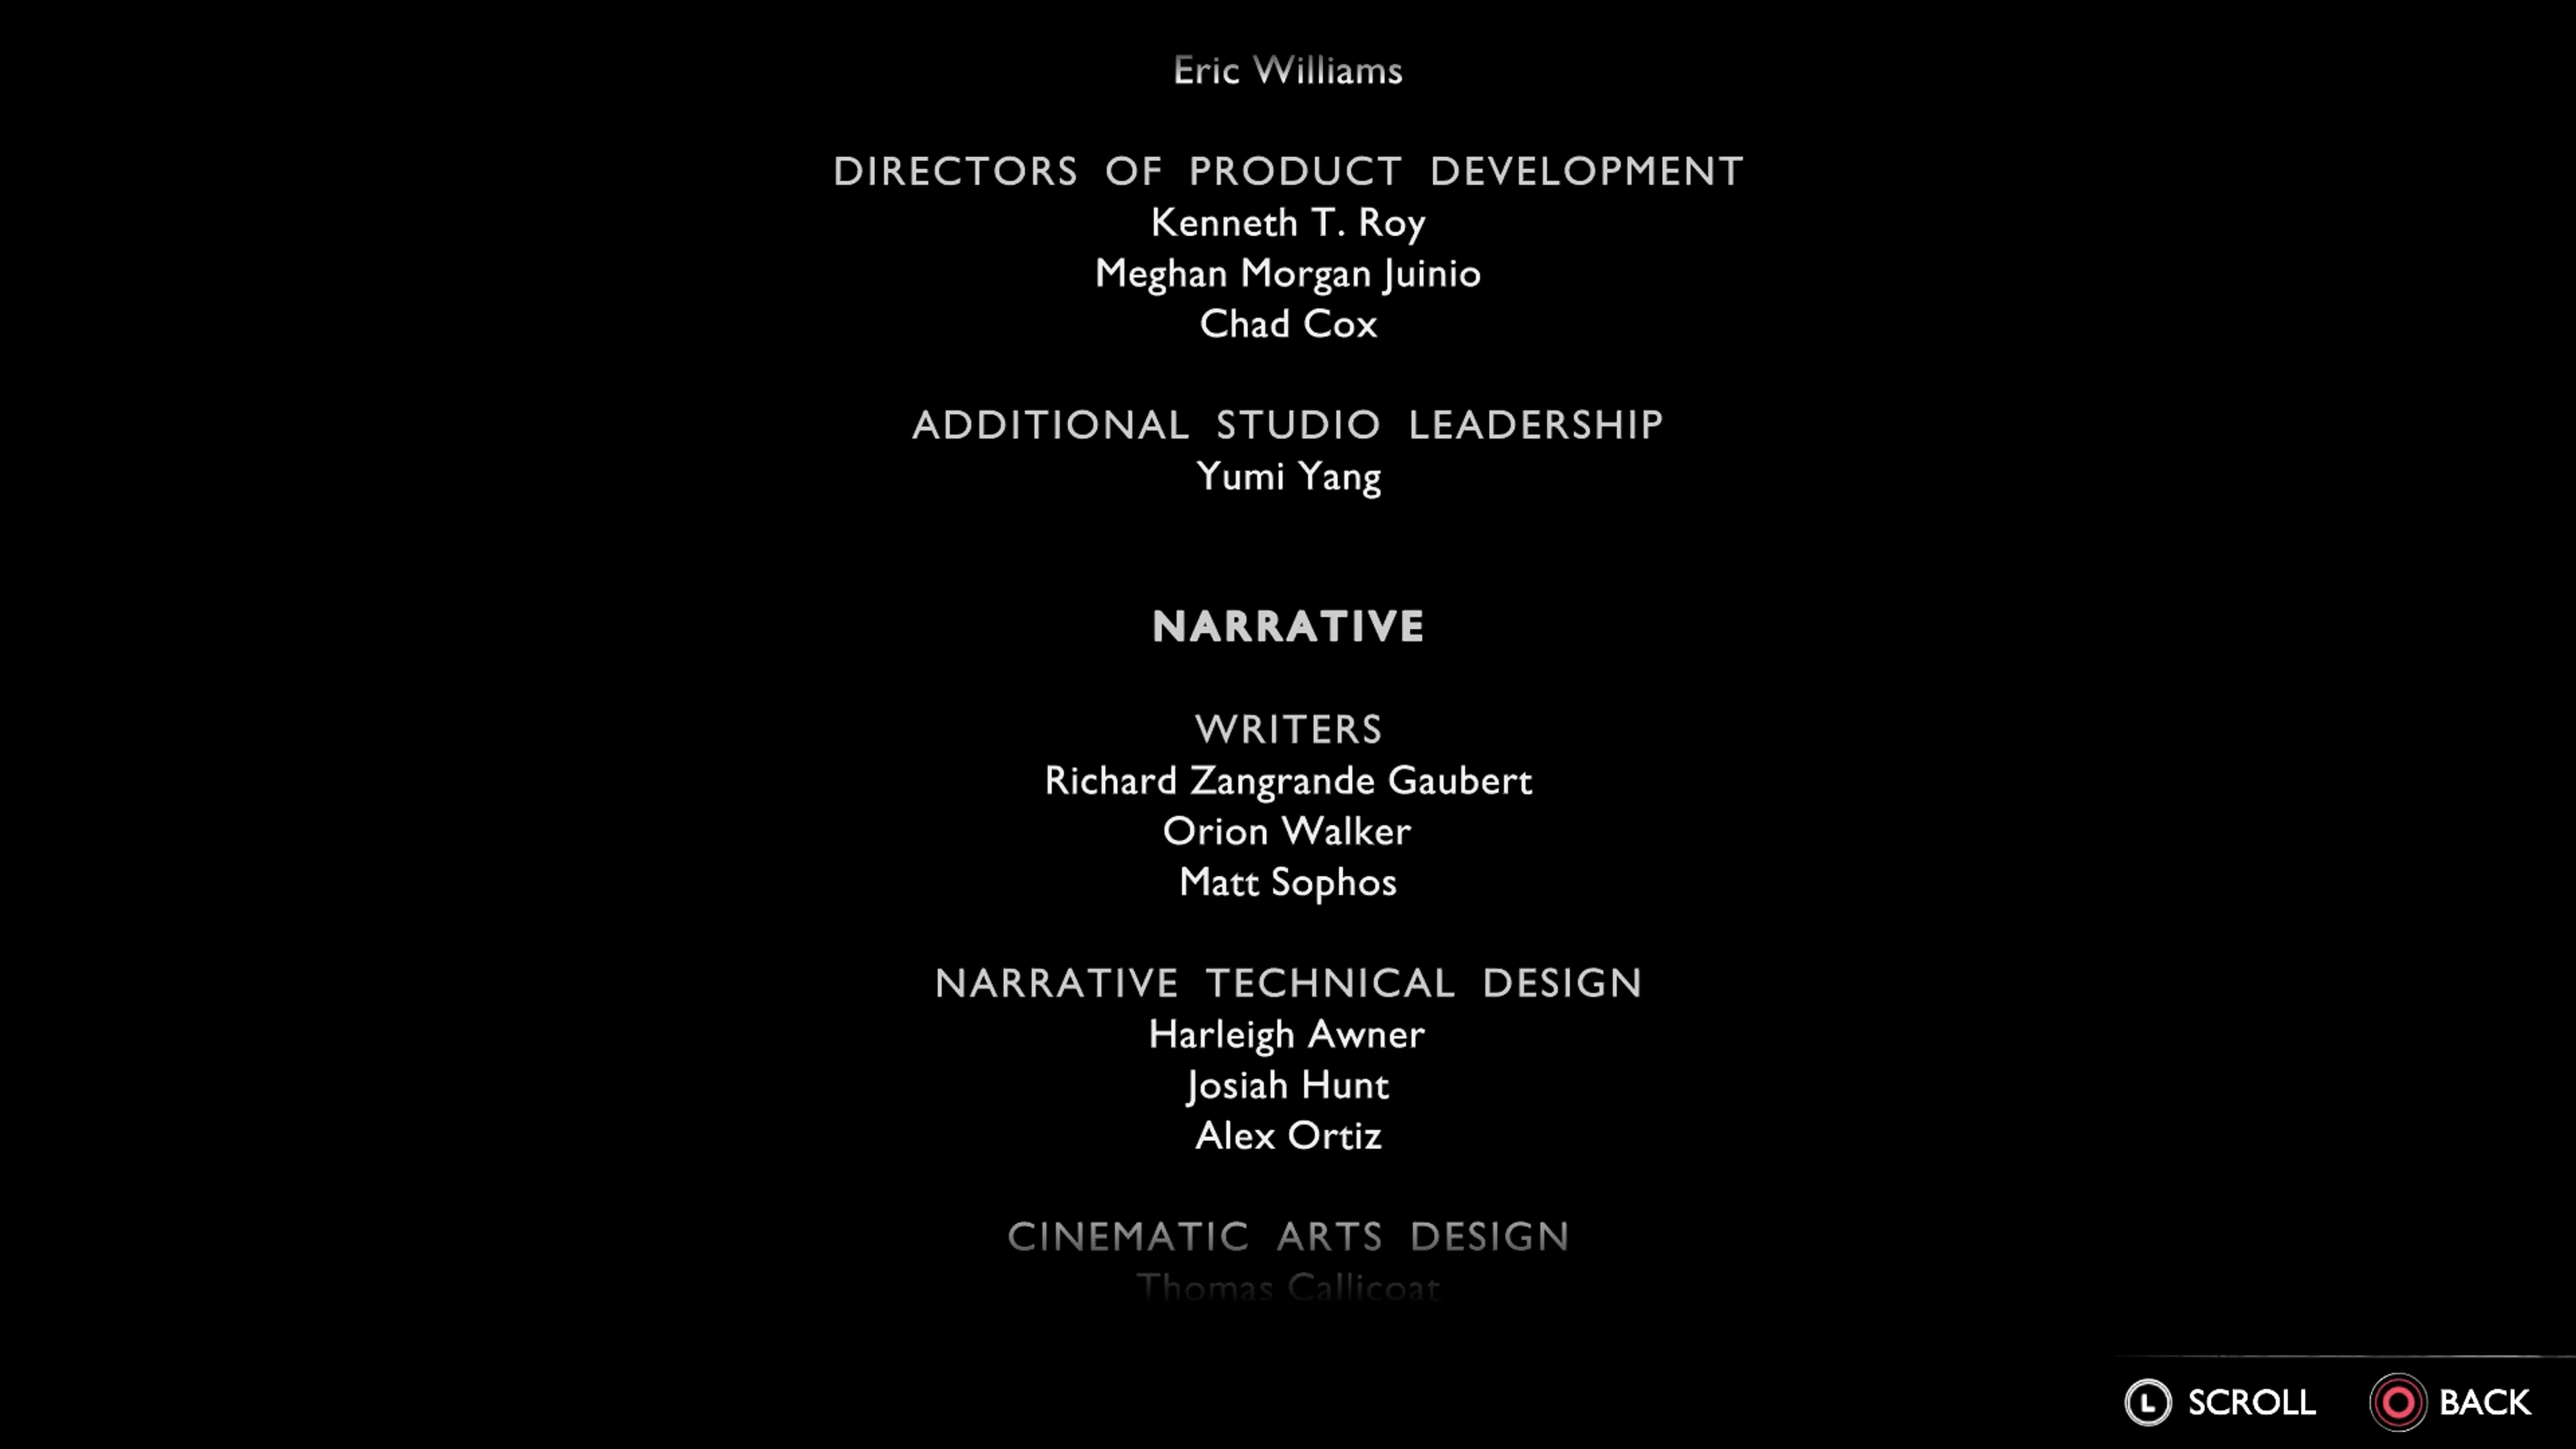 Eric Williams
DIRECTORS OF PRODUCT DEVELOPMENT
Kenneth T. Roy
Meghan Morgan Juinio
Chad Cox
ADDITIONAL STUDIO LEADERSHIP
Yumi Yang
NARRATIVE
WRITERS
Richard Zangrande Gaubert
Orion Walker
Matt Sophos
NARRATIVE TECHNICAL DESIGN
Harleigh Awner
Josiah Hunt
Alex Ortiz
CINEMATIC ARTS DESIGN
Thomas Callicoat
L SCROLL BACK